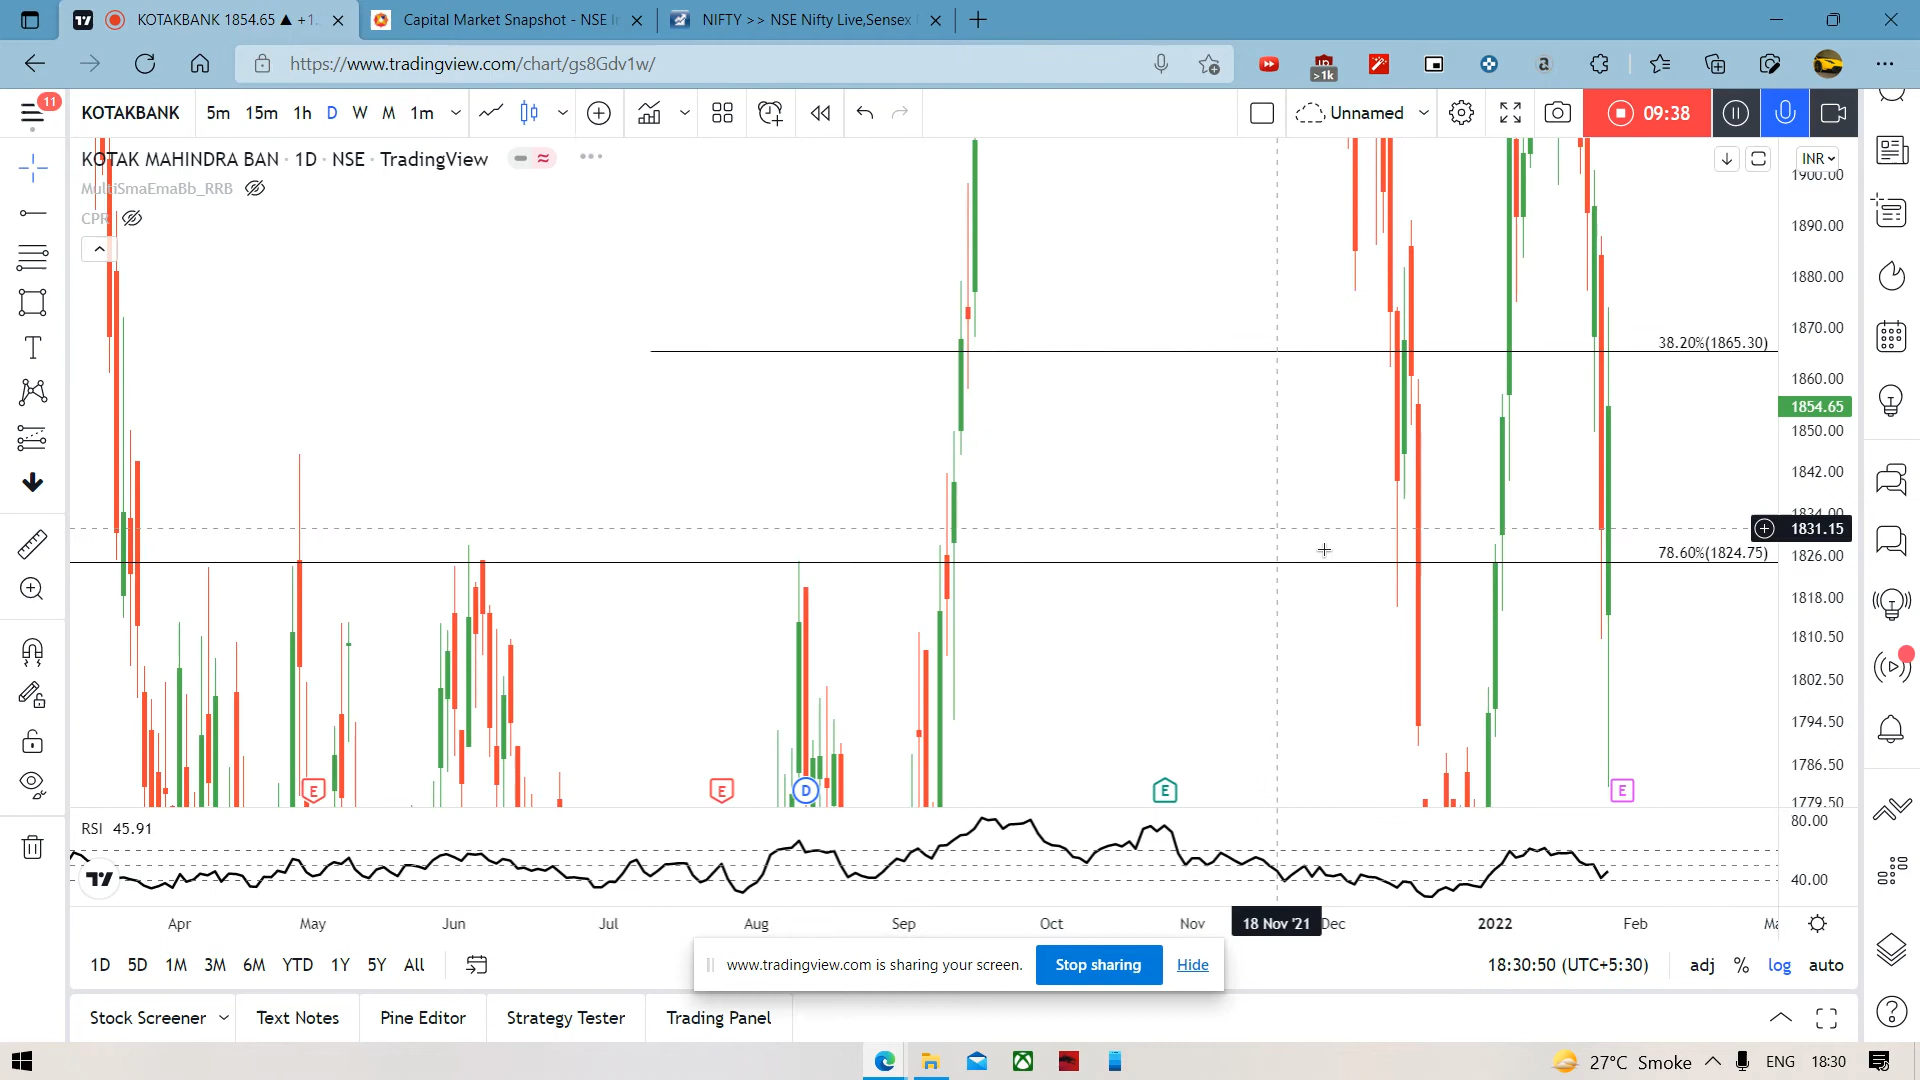 KOTAKBANK 1854.65 ▲ +1.
Capital Market Snapshot - NSE In
NIFTY >> NSE Nifty Live,Sensex
https://www.tradingview.com/chart/gs8Gdv1w/
>1k
a
11
KOTAKBANK
5m 15m 1h D W M 1m
Unnamed
09:38
KOTAK MAHINDRA BAN · 1D · NSE · TradingView
INR
MultiSmaEmaBb_RRB
CPR
1900.00
1890.00
1880.00
1870.00
38.20%(1865.30)
1860.00
1854.65
1850.00
1842.00
1834.00
1831.15
78.60%(1824.75)
1826.00
1818.00
1810.50
1802.50
1794.50
1786.50
1779.50
E E D E E
RSI 45.91
80.00
40.00
Apr May Jun Jul Aug Sep Oct Nov 18 Nov '21 Dec 2022 Feb
1D 5D 1M 3M 6M YTD 1Y 5Y All
www.tradingview.com is sharing your screen. Stop sharing Hide
18:30:50 (UTC+5:30) adj % log auto
Stock Screener Text Notes Pine Editor Strategy Tester Trading Panel
27°C Smoke ENG 18:30